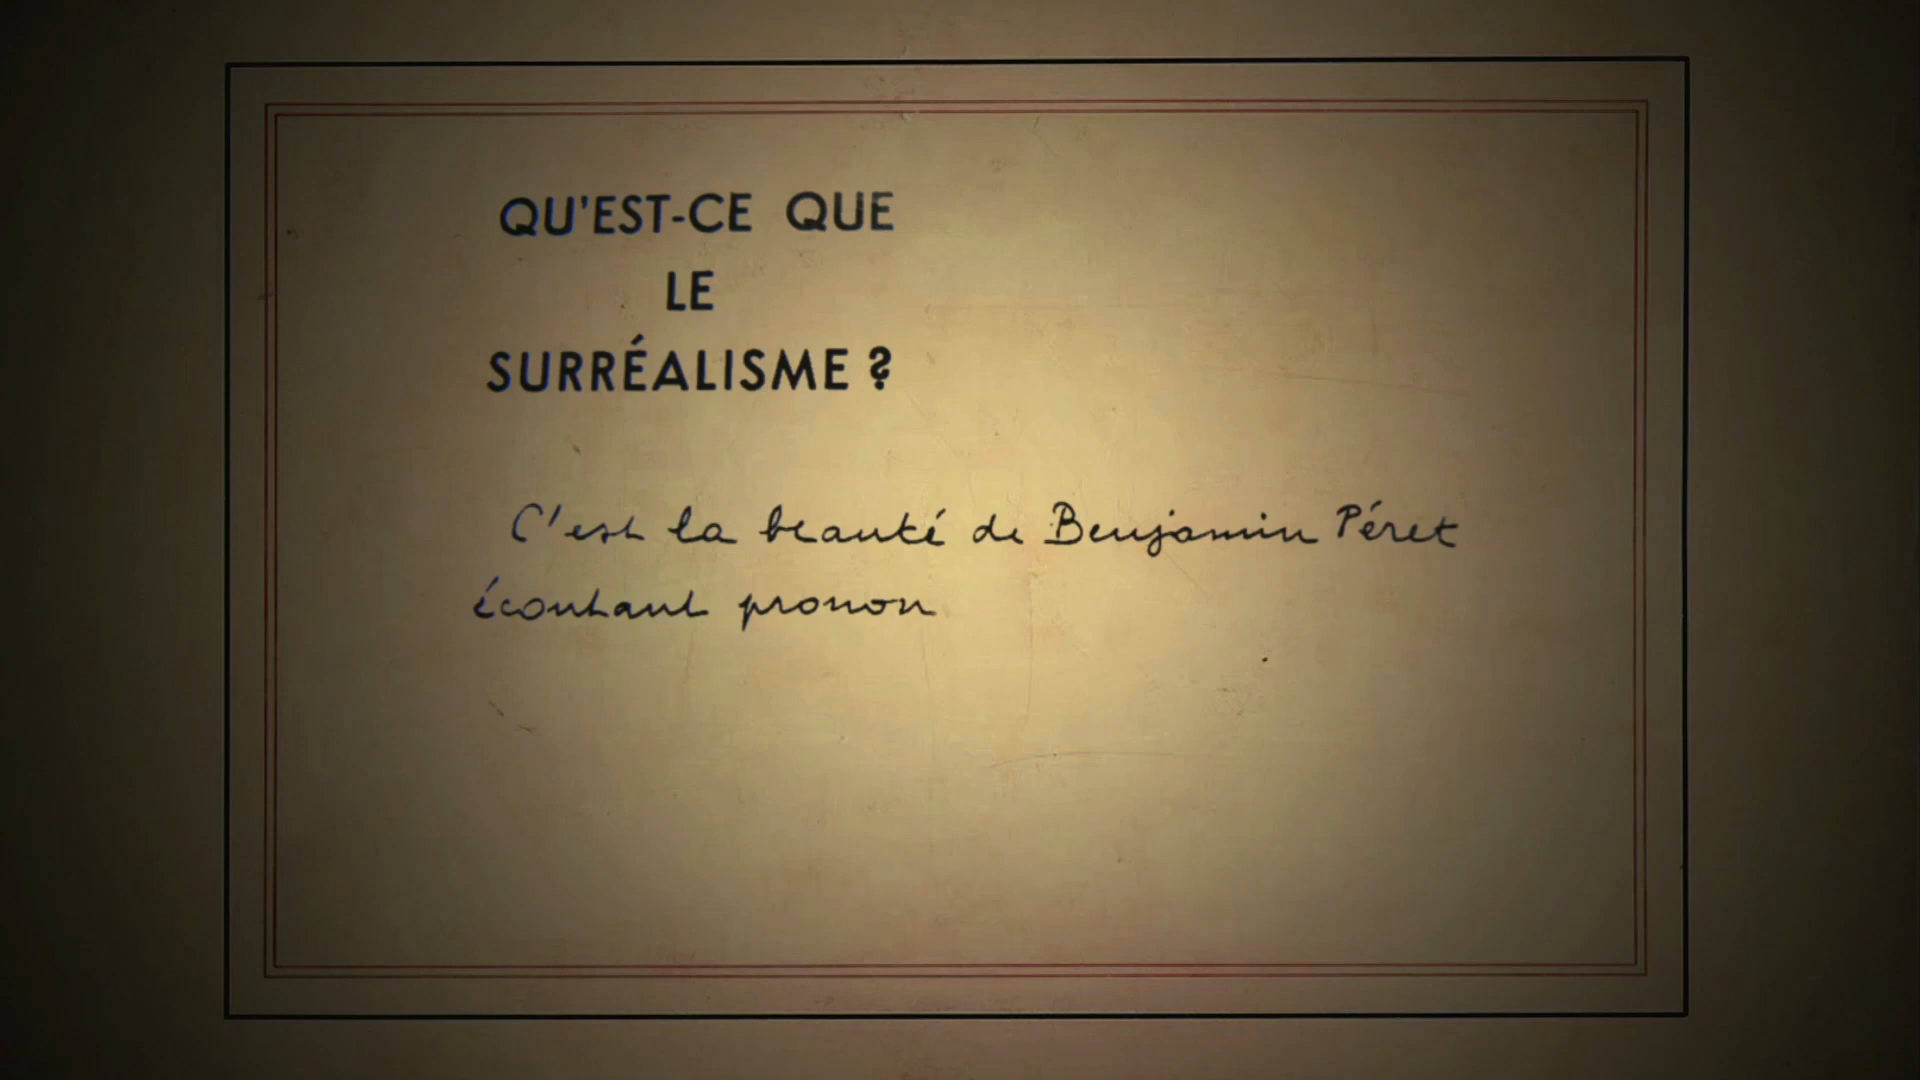 QU'EST-CE QUE
LE
SURRÉALISME ?
C'est la beauté de Benjamin Péret
écoutant pronon